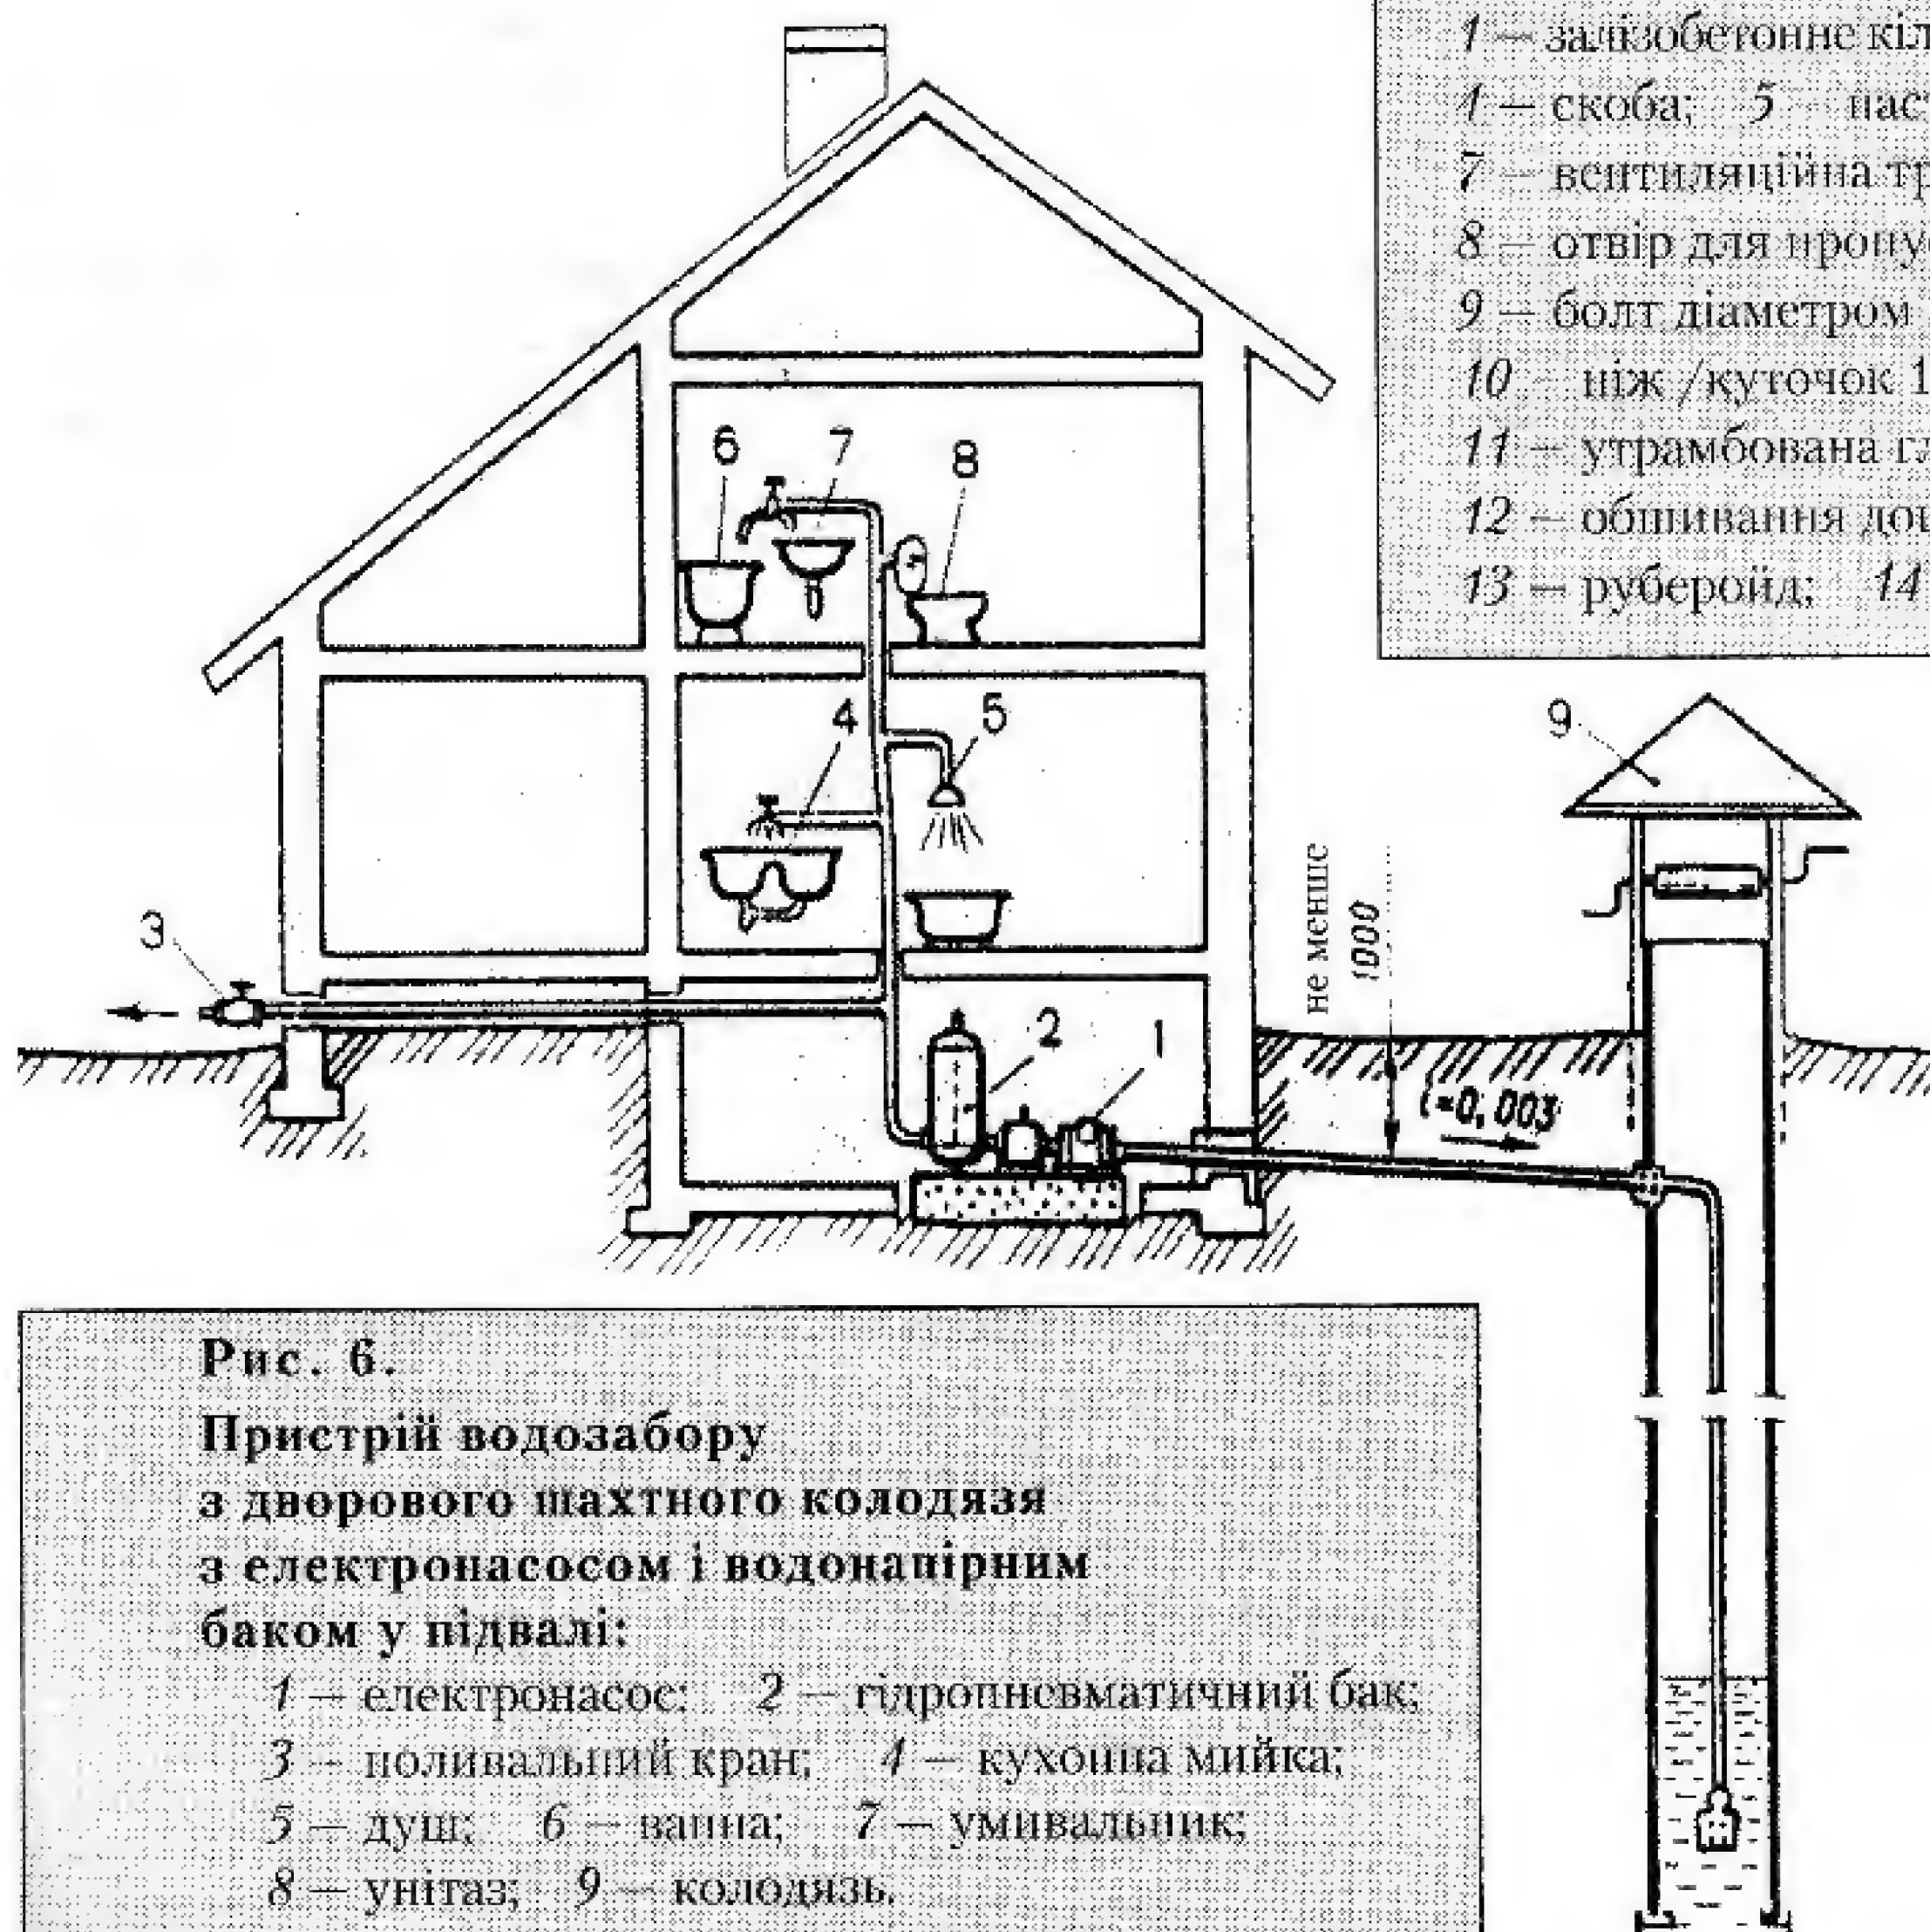 1 — залізобетонне кіл
4 — скоба; 5 — нас
7 — вентиляційна тр
8 — отвір для пропу
9 — болт діаметром
10 — ніж /куточок 1
11 — утрамбована гл
12 — обшивання дош
13 — руберойд; 14
6
7
8
9
4
5
не менше
1000
3
2
1
i=0,003
Рис. 6.
Пристрій водозабору
з дворового шахтного колодязя
з електронасосом і водонапірним
баком у підвалі:
1 — електронасос; 2 — гідропневматичний бак;
3 — поливальний кран; 4 — кухонна мийка;
5 — душ; 6 — ванна; 7 — умивальник;
8 — унітаз; 9 — колодязь.